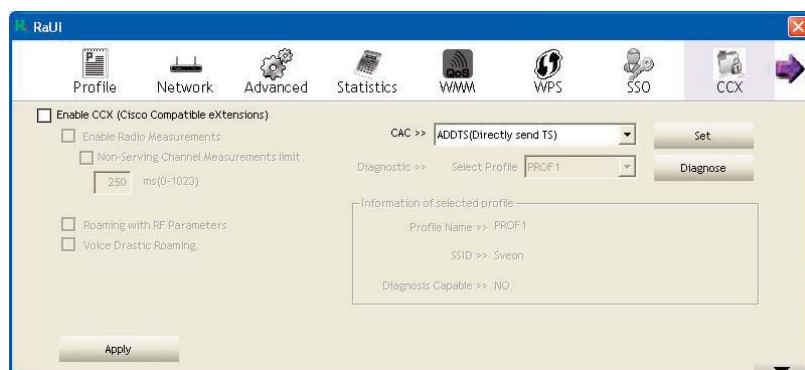 RaUI
Profile Network Advanced Statistics QoS WMM WPS SSO CCX
Enable CCX (Cisco Compatible eXtensions)
Enable Radio Measurements
Non-Serving Channel Measurements limit
250 ms(0-1023)
Roaming with RF Parameters
Voice Drastic Roaming
Apply
CAC >> ADDTS(Directly send TS) Set
Diagnostic >> Select Profile PROF1 Diagnose
Information of selected profile
Profile Name >> PROF1
SSID >> Sveon
Diagnosis Capable >> NO